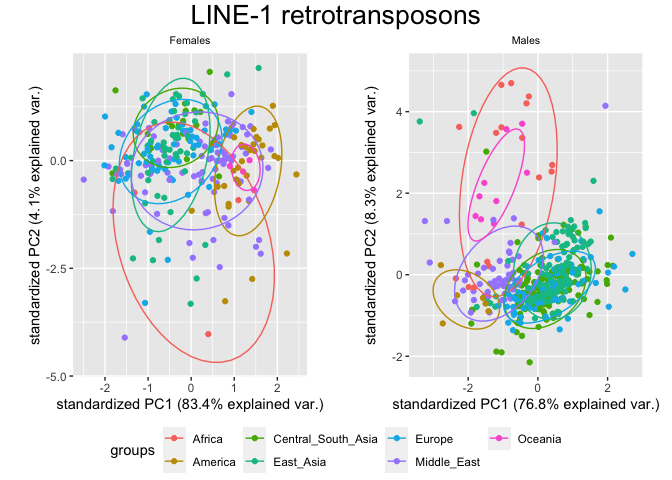 LINE-1 retrotransposons
Females
Males
standardized PC2 (4.1% explained var.)
0.0
-2.5
-5.0
-2
-1
0
1
2
standardized PC1 (83.4% explained var.)
standardized PC2 (8.3% explained var.)
4
2
0
-2
-2
0
2
standardized PC1 (76.8% explained var.)
groups
Africa
Central_South_Asia
Europe
Oceania
America
East_Asia
Middle_East